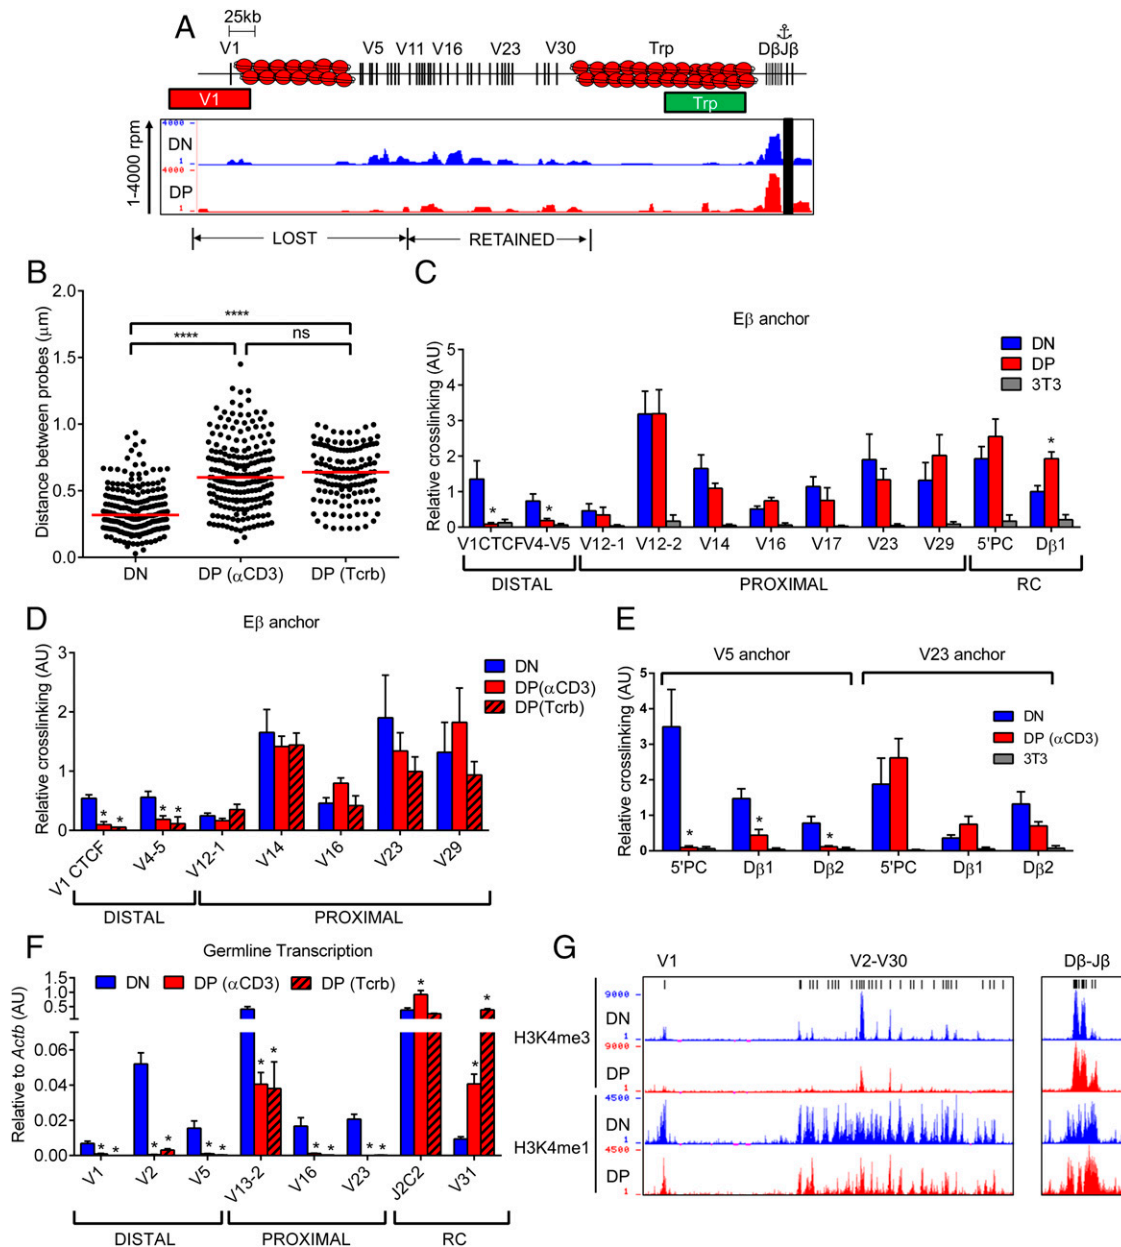 A
25kb
V1
V5
V11
V16
V23
V30
Trp
DβJβ
V1
Trp
1-4000 rpm
4000
DN
1
4000
DP
1
LOST
RETAINED
B
Distance between probes (μm)
2.0
1.5
1.0
0.5
0.0
****
****
ns
DN
DP (αCD3)
DP (Tcrb)
C
Eβ anchor
Relative crosslinking (AU)
5
4
3
2
1
0
DN
DP
3T3
*
*
*
V1CTCF
V4-V5
V12-1
V12-2
V14
V16
V17
V23
V29
5'PC
Dβ1
DISTAL
PROXIMAL
RC
D
Eβ anchor
Relative crosslinking (AU)
3
2
1
0
DN
DP(αCD3)
DP(Tcrb)
* *
* *
V1 CTCF
V4-5
V12-1
V14
V16
V23
V29
DISTAL
PROXIMAL
E
V5 anchor
V23 anchor
Relative crosslinking (AU)
5
4
3
2
1
0
DN
DP (αCD3)
3T3
*
*
*
5'PC
Dβ1
Dβ2
5'PC
Dβ1
Dβ2
F
Germline Transcription
Relative to Actb (AU)
1.5
1.0
0.5
0.06
0.04
0.02
0.00
DN
DP (αCD3)
DP (Tcrb)
* *
* *
* *
* *
* *
* *
*
* *
V1
V2
V5
V13-2
V16
V23
J2C2
V31
DISTAL
PROXIMAL
RC
G
V1
V2-V30
Dβ-Jβ
H3K4me3
9000
DN
1
9000
DP
1
H3K4me1
4500
DN
1
4500
DP
1